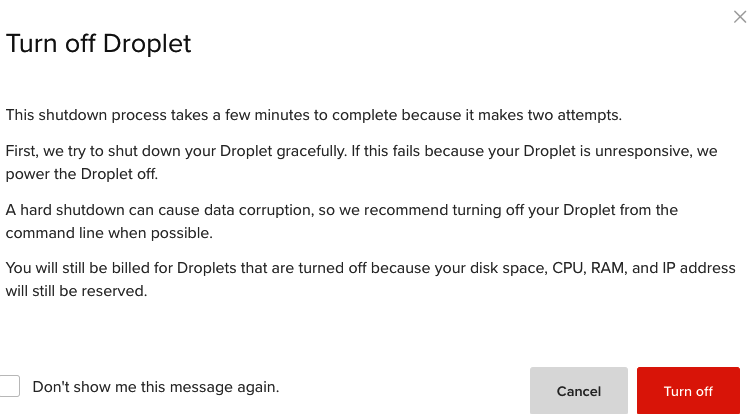 Turn off Droplet
This shutdown process takes a few minutes to complete because it makes two attempts.
First, we try to shut down your Droplet gracefully. If this fails because your Droplet is unresponsive, we
power the Droplet off.
A hard shutdown can cause data corruption, so we recommend turning off your Droplet from the
command line when possible.
You will still be billed for Droplets that are turned off because your disk space, CPU, RAM, and IP address
will still be reserved.
Don't show me this message again.
Cancel
Turn off